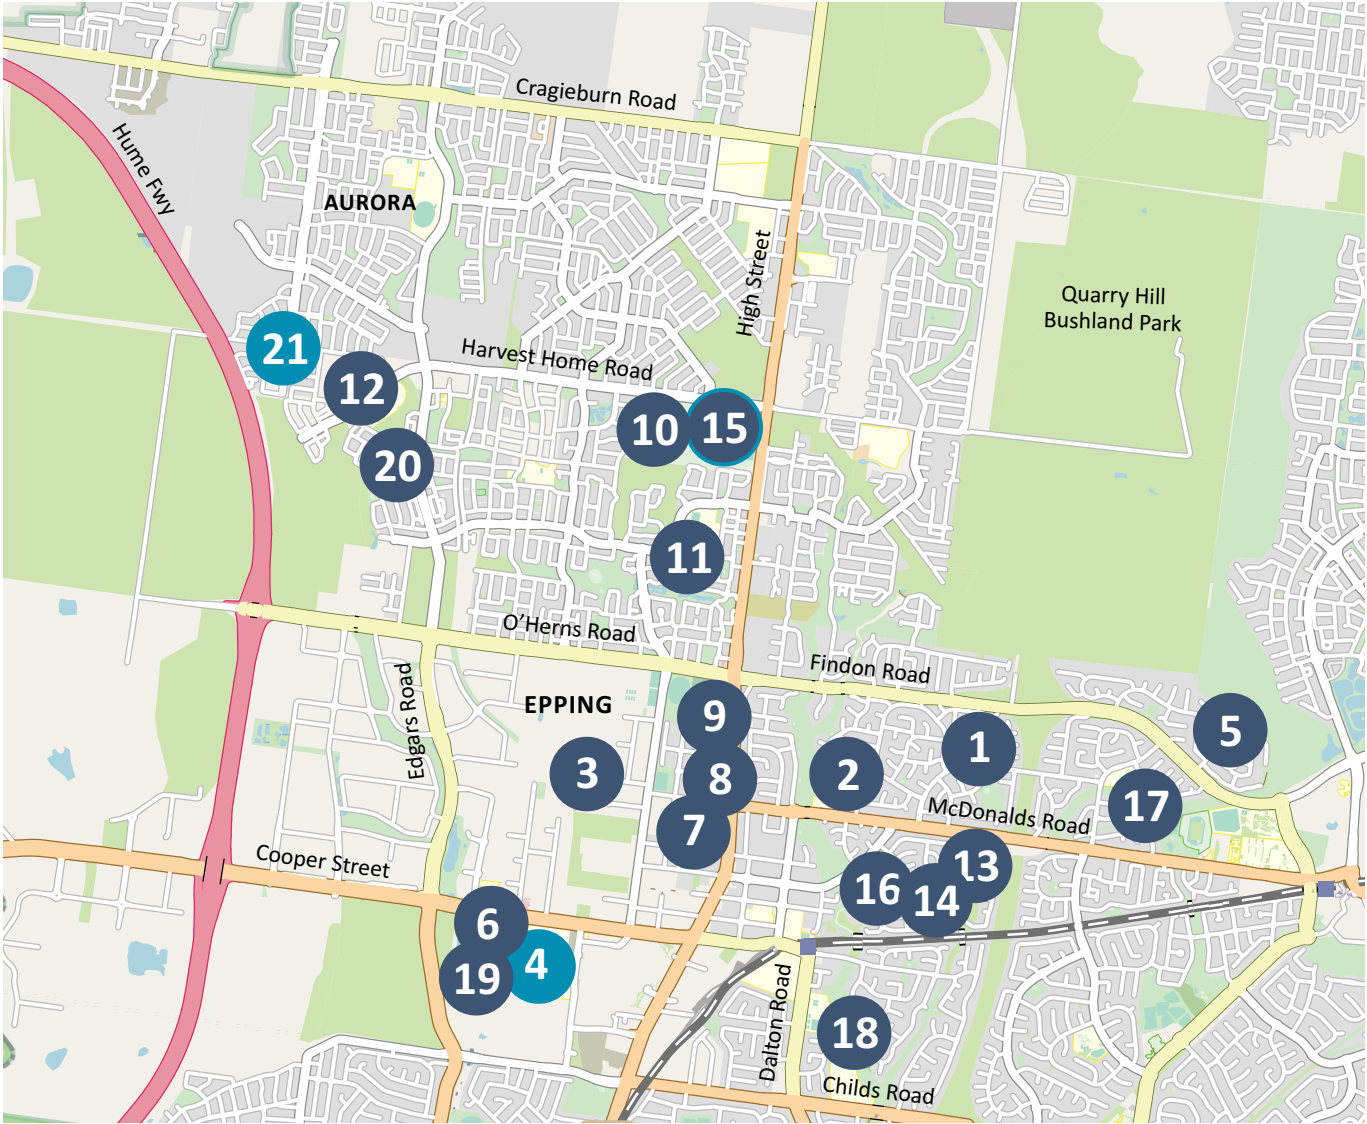 Cragieburn Road
Hume Fwy
AURORA
High Street
Quarry Hill
Bushland Park
21
Harvest Home Road
12
10
15
20
11
O'Herns Road
Findon Road
Edgars Road
EPPING
9
5
1
3
8
2
17
McDonalds Road
7
Cooper Street
13
16
14
6
4
19
Dalton Road
18
Childs Road